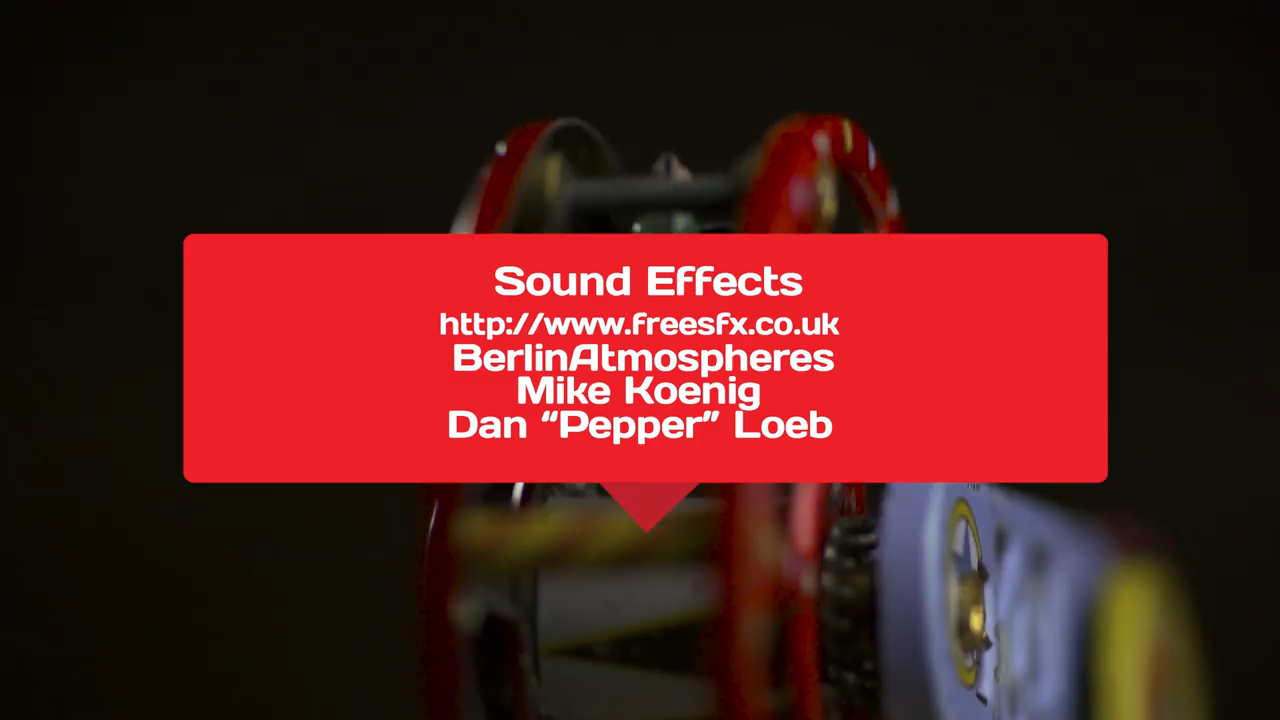 Sound Effects
http://www.freesfx.co.uk
BerlinAtmospheres
Mike Koenig
Dan “Pepper” Loeb